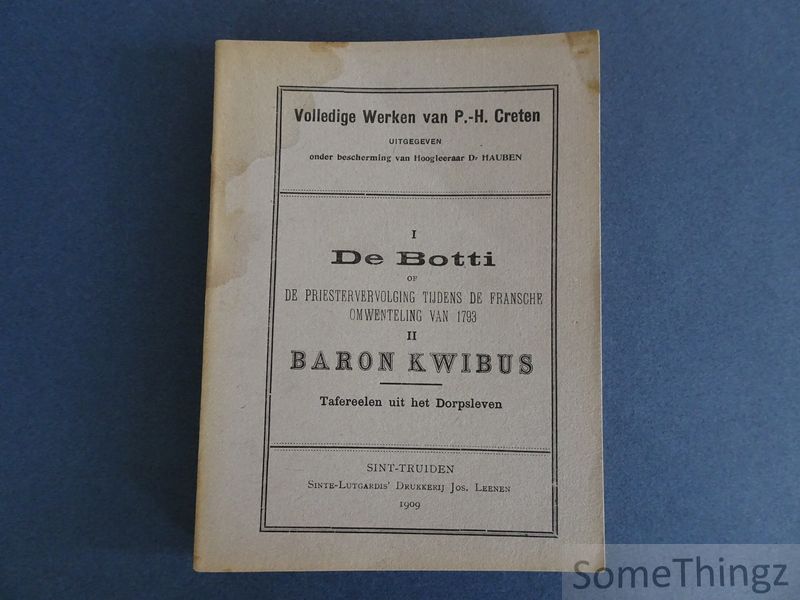 Volledige Werken van P.-H. Creten
UITGEGEVEN
onder bescherming van Hoogleeraar Dr HAUBEN
I
De Botti
OF
DE PRIESTERVERVOLGING TIJDENS DE FRANSCHE
OMWENTELING VAN 1793
II
BARON KWIBUS
Tafereelen uit het Dorpsleven
SINT-TRUIDEN
SINTE-LUTGARDIS' DRUKKERIJ JOS. LEENEN
1909
SomeThingz